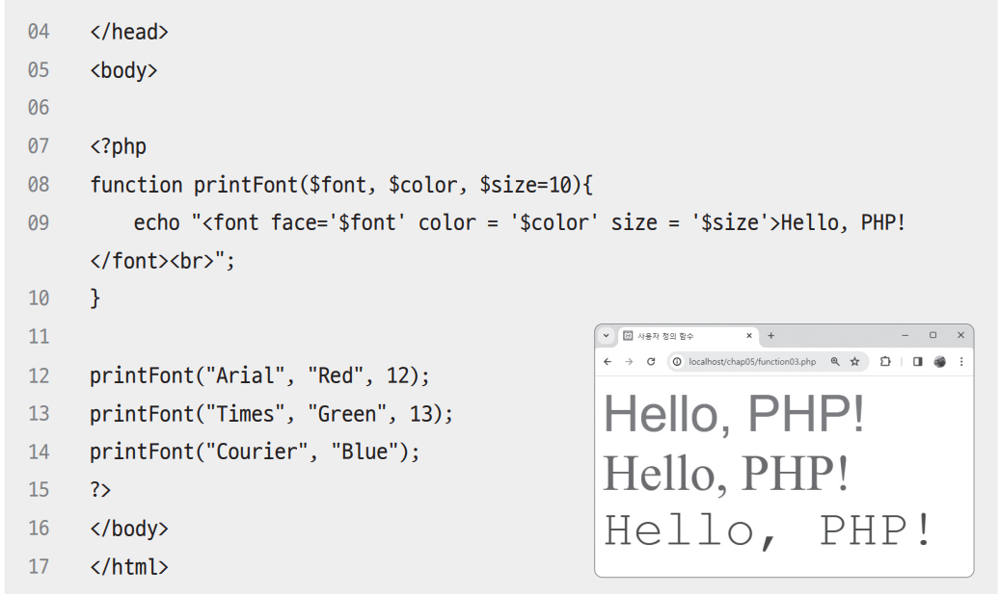 04 </head>
05 <body>
06
07 <?php
08 function printFont($font, $color, $size=10){
09 echo "<font face='$font' color = '$color' size = '$size'>Hello, PHP!
</font><br>";
10 }
11
12 printFont("Arial", "Red", 12);
13 printFont("Times", "Green", 13);
14 printFont("Courier", "Blue");
15 ?>
16 </body>
17 </html>
사용자 정의 함수
localhost/chap05/function03.php
Hello, PHP!
Hello, PHP!
Hello, PHP!